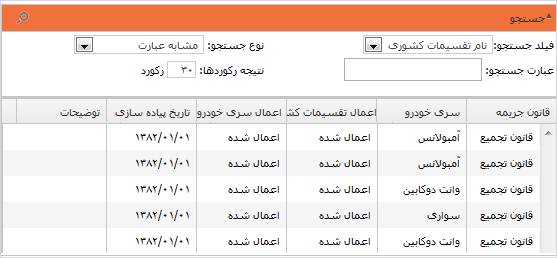 جستجو
فیلد جستجو: نام تقسیمات کشوری نوع جستجو: مشابه عبارت
عبارت جستجو: نتیجه رکوردها: ۳۰ رکورد
قانون جریمه سری خودرو اعمال تقسیمات کش اعمال سری خودرو تاریخ پیاده سازی توضیحات
قانون تجمیع آمبولانس اعمال شده اعمال شده ۱۳۸۲/۰۱/۰۱
قانون تجمیع آمبولانس اعمال شده اعمال شده ۱۳۸۲/۰۱/۰۱
قانون تجمیع وانت دوکابین اعمال شده اعمال شده ۱۳۸۲/۰۱/۰۱
قانون تجمیع سواری اعمال شده اعمال شده ۱۳۸۲/۰۱/۰۱
قانون تجمیع وانت دوکابین اعمال شده اعمال شده ۱۳۸۲/۰۱/۰۱